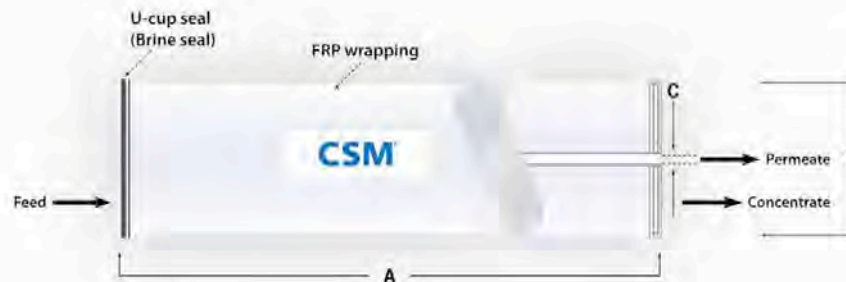 U-cup seal
(Brine seal)
FRP wrapping
C
CSM
Permeate
Feed
Concentrate
A